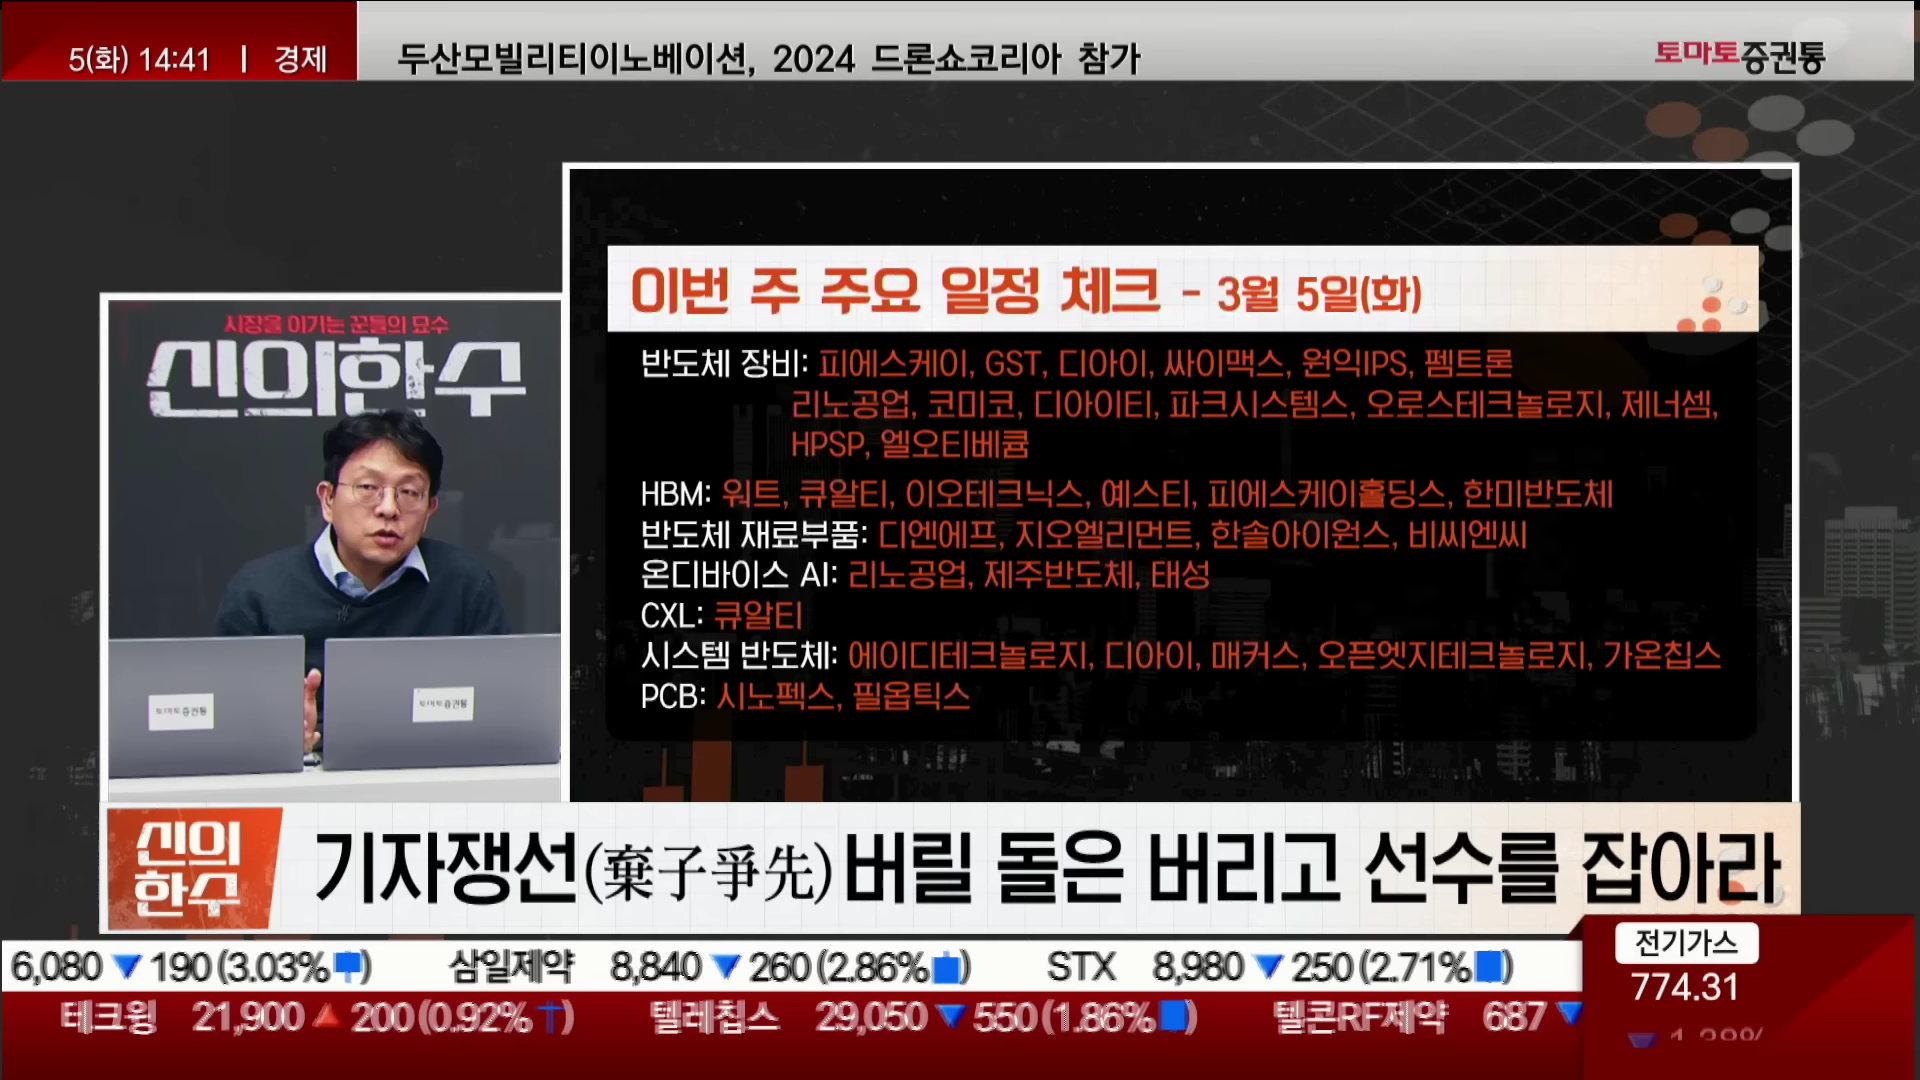 5(화) 14:41 | 경제
두산모빌리티이노베이션, 2024 드론쇼코리아 참가
토마토증권통
이번 주 주요 일정 체크 - 3월 5일(화)
반도체 장비: 피에스케이, GST, 디아이, 싸이맥스, 원익IPS, 펨트론
리노공업, 코미코, 디아이티, 파크시스템스, 오로스테크놀로지, 제너셈,
HPSP, 엘오티베큠
HBM: 워트, 큐알티, 이오테크닉스, 예스티, 피에스케이홀딩스, 한미반도체
반도체 재료부품: 디엔에프, 지오엘리먼트, 한솔아이원스, 비씨엔씨
온디바이스 AI: 리노공업, 제주반도체, 태성
CXL: 큐알티
시스템 반도체: 에이디테크놀로지, 디아이, 매커스, 오픈엣지테크놀로지, 가온칩스
PCB: 시노펙스, 필옵틱스
시장을 이기는 꾼들의 묘수
신의한수
토마토증권통
토마토증권통
신의
한수
기자쟁선(棄子爭先) 버릴 돌은 버리고 선수를 잡아라
6,080 ▼ 190 (3.03%) 삼일제약 8,840 ▼ 260 (2.86%) STX 8,980 ▼ 250 (2.71%)
테크윙 21,900 ▲ 200 (0.92%↑) 텔레칩스 29,050 ▼ 550 (1.86%) 텔콘RF제약 687 ▼
전기가스
774.31
▼ 1.38%